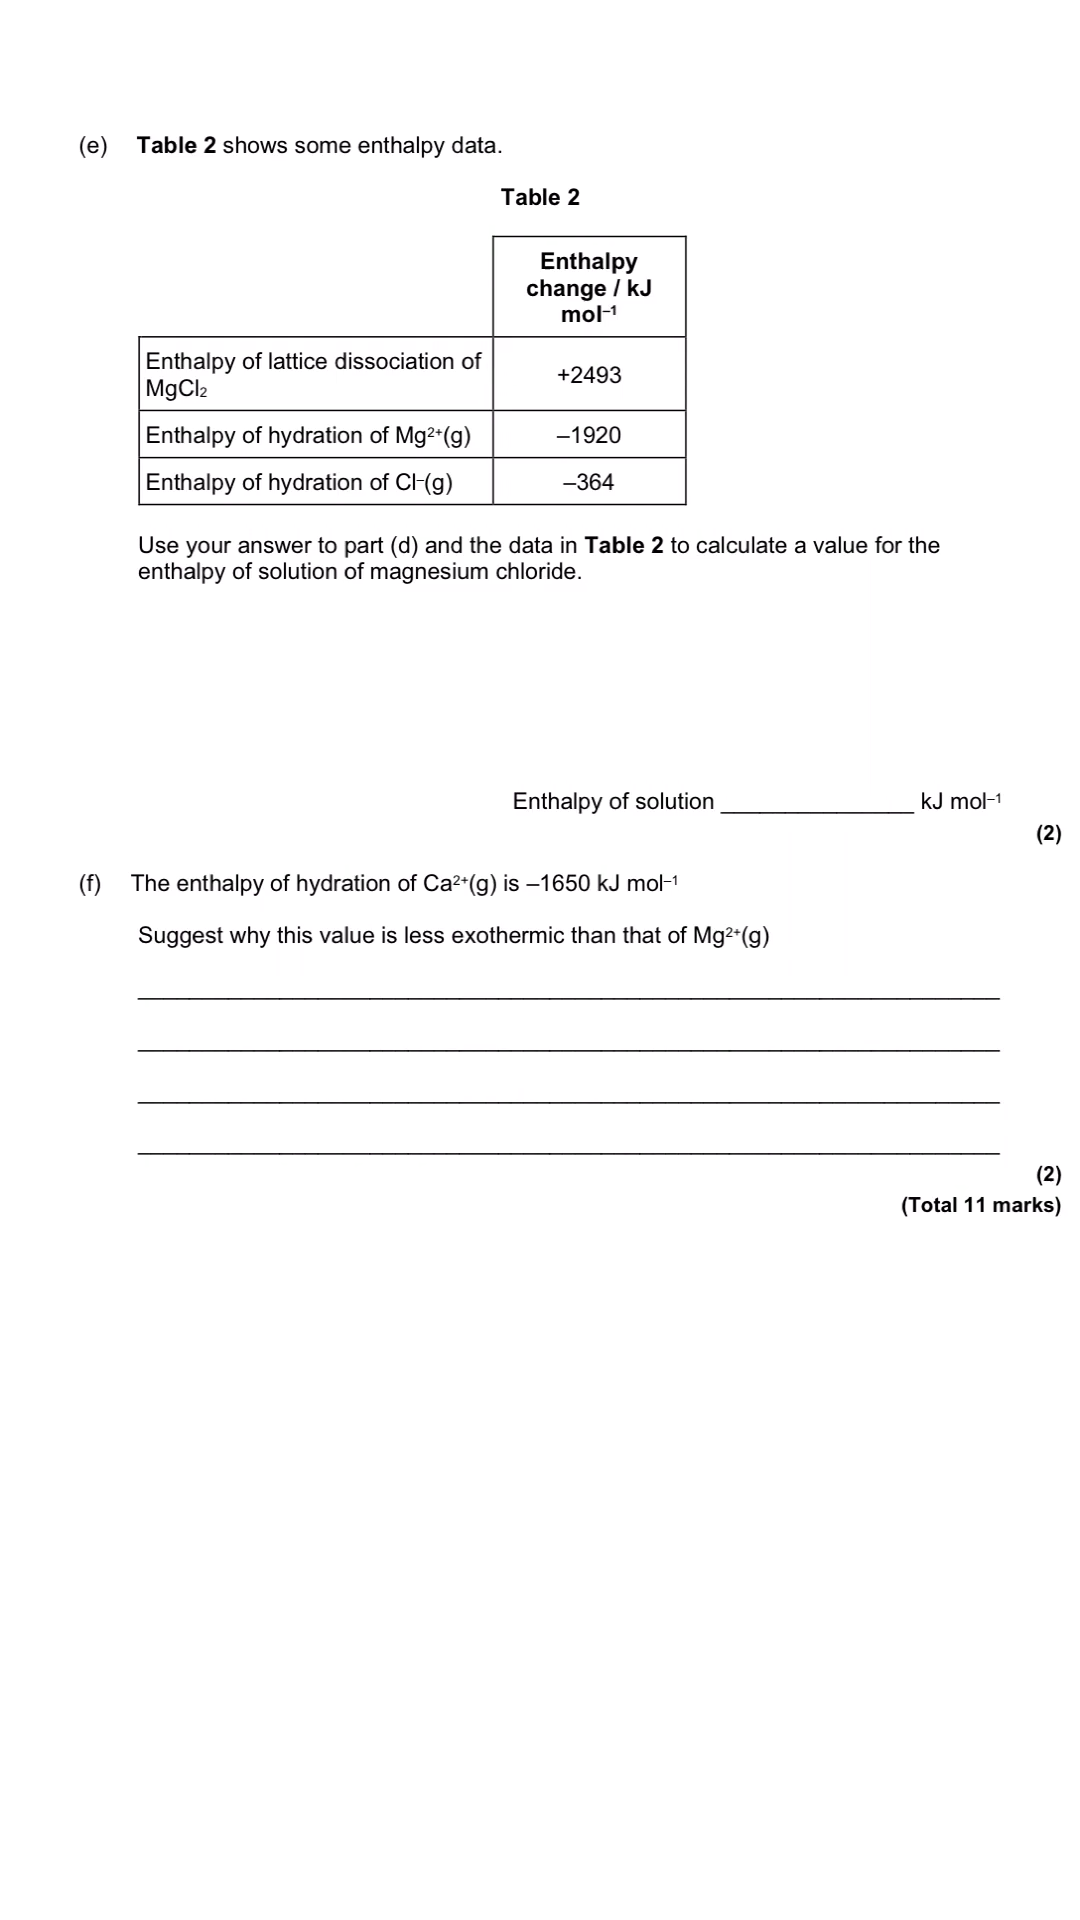 (e) Table 2 shows some enthalpy data.
Table 2
Enthalpy
change / kJ
mol⁻¹
Enthalpy of lattice dissociation of
MgCl₂
+2493
Enthalpy of hydration of Mg²⁺(g)
–1920
Enthalpy of hydration of Cl⁻(g)
–364
Use your answer to part (d) and the data in Table 2 to calculate a value for the
enthalpy of solution of magnesium chloride.
Enthalpy of solution _______________ kJ mol⁻¹
(2)
(f) The enthalpy of hydration of Ca²⁺(g) is –1650 kJ mol⁻¹
Suggest why this value is less exothermic than that of Mg²⁺(g)
(2)
(Total 11 marks)